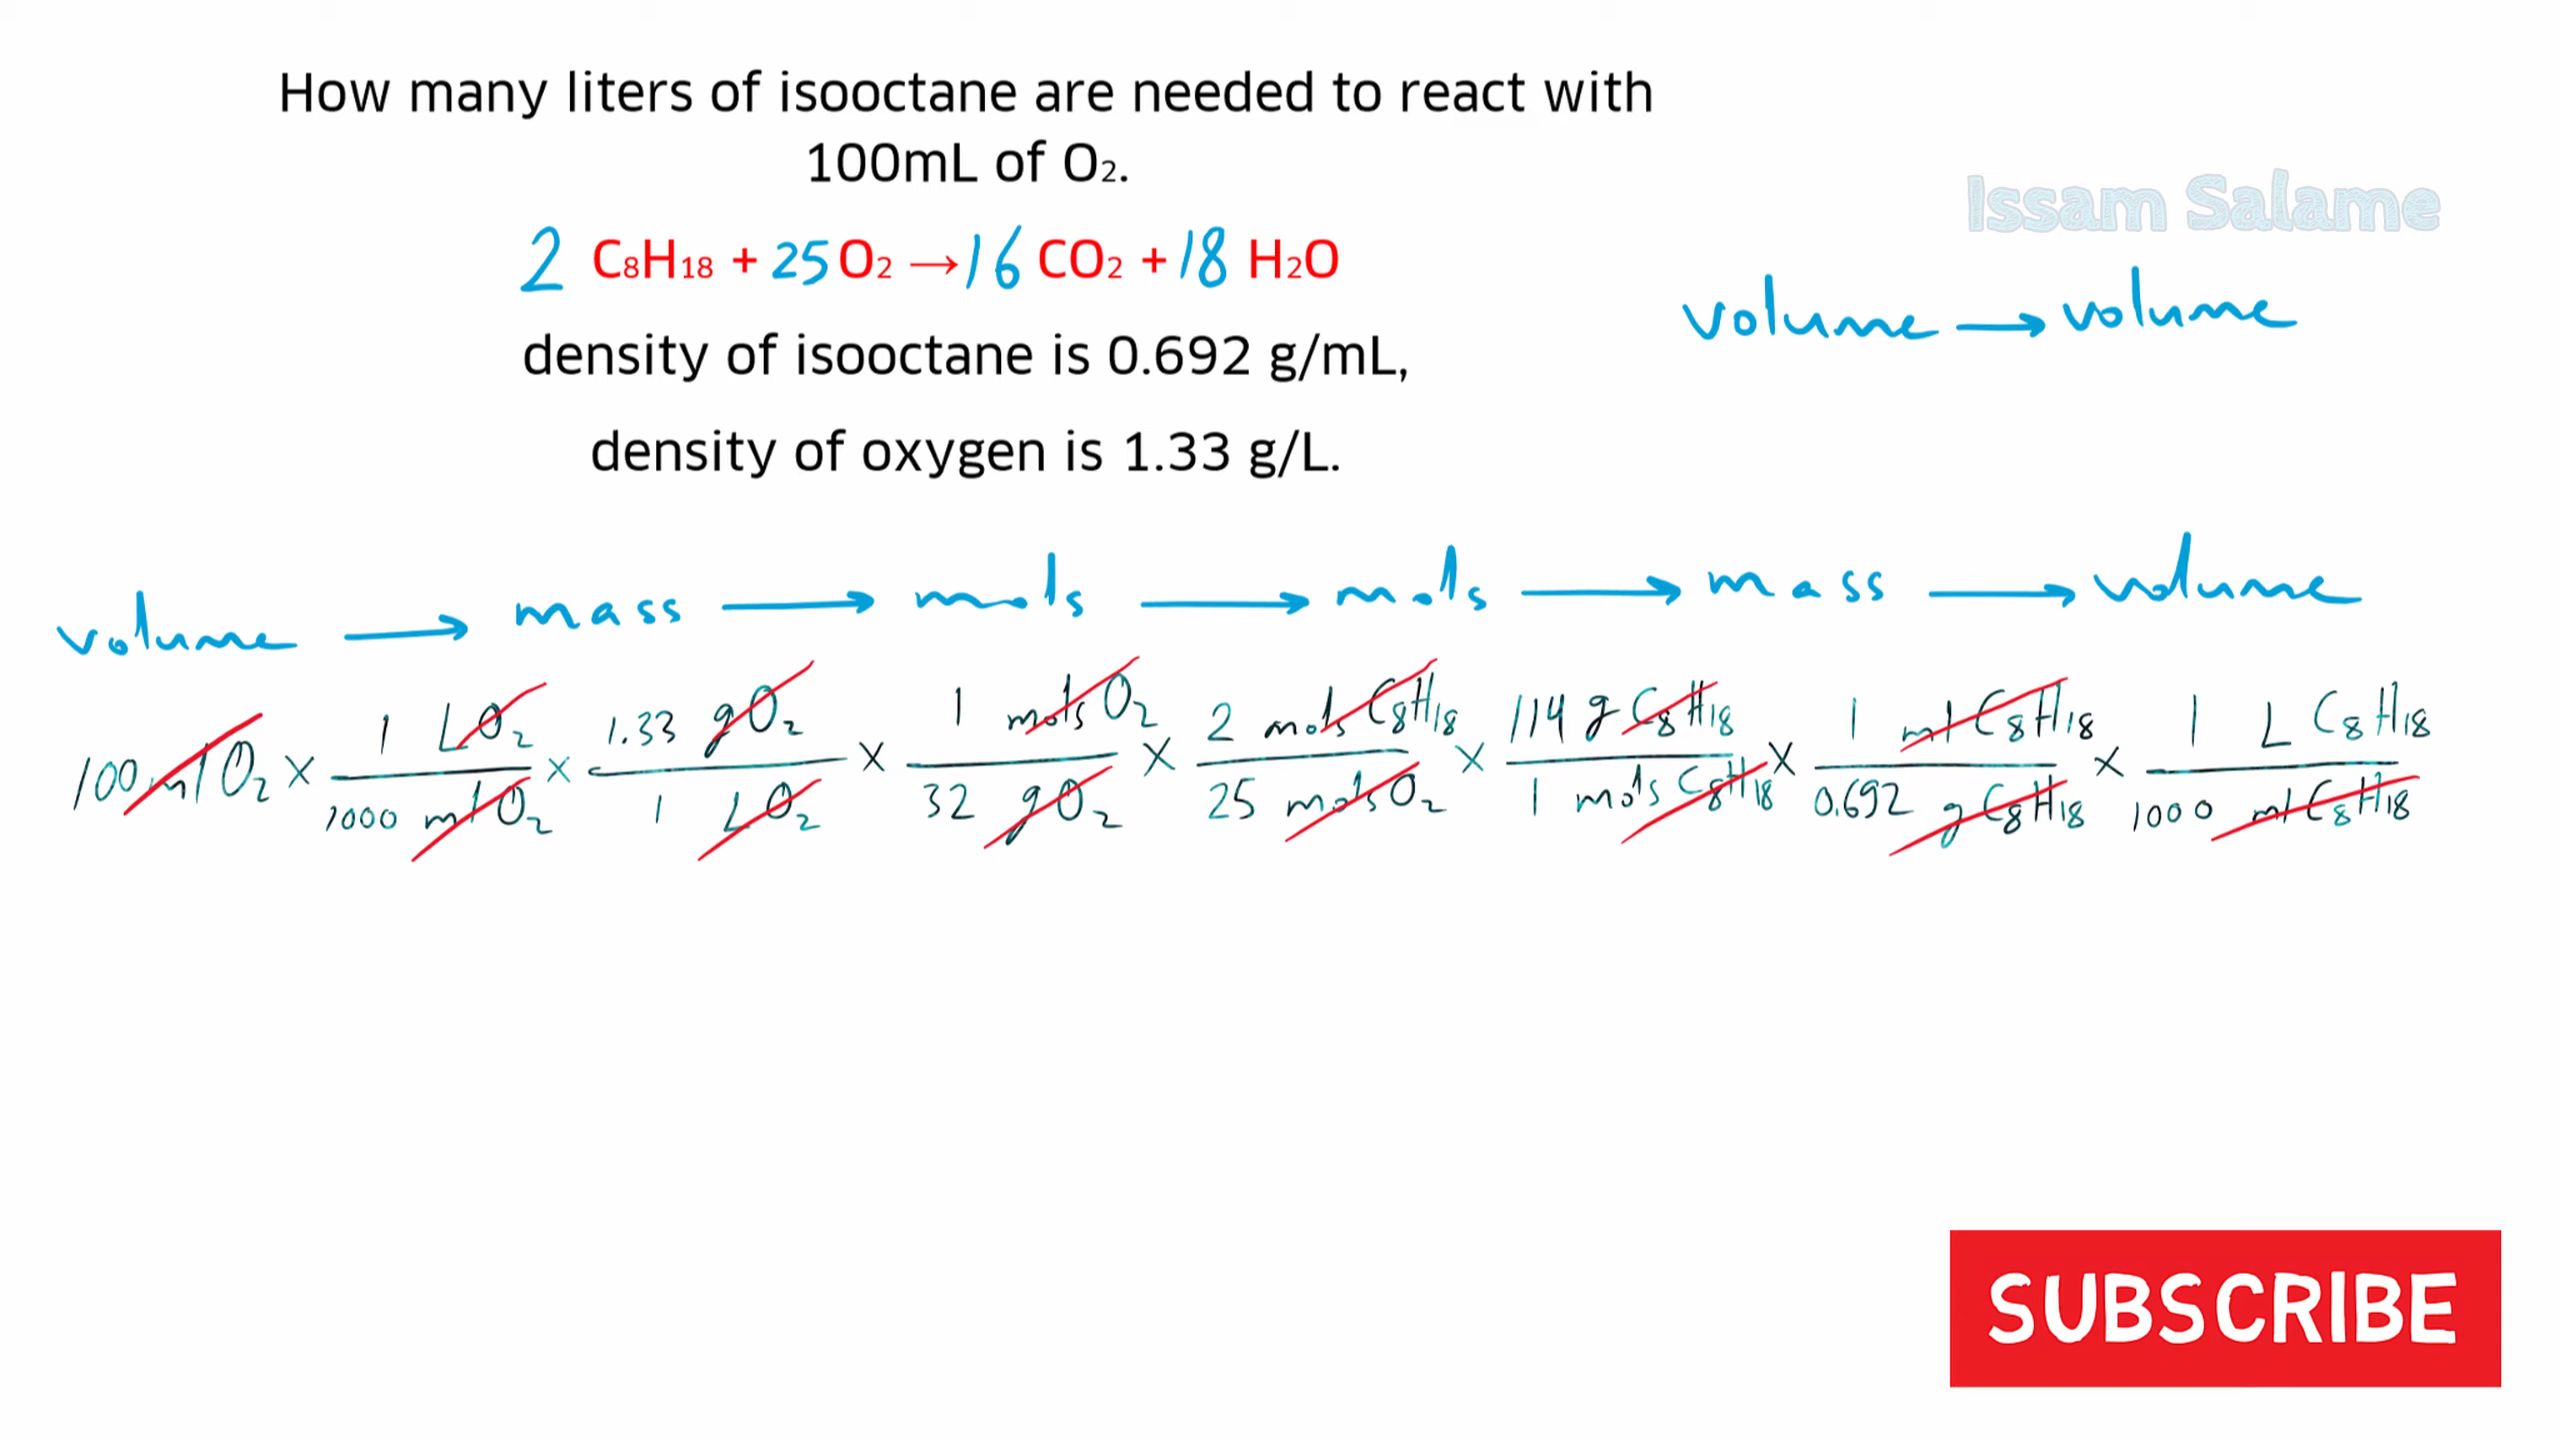 How many liters of isooctane are needed to react with
100mL of O₂.
Issam Salame
2 C₈H₁₈ + 25 O₂ → 16 CO₂ + 18 H₂O
volume → volume
density of isooctane is 0.692 g/mL,
density of oxygen is 1.33 g/L.
volume → mass → mols → mols → mass → volume
100 ml O₂ × 1 L O₂ / 1000 ml O₂ × 1.33 g O₂ / 1 L O₂ × 1 mols O₂ / 32 g O₂ × 2 mols C₈H₁₈ / 25 mols O₂ × 114 g C₈H₁₈ / 1 mols C₈H₁₈ × 1 ml C₈H₁₈ / 0.692 g C₈H₁₈ × 1 L C₈H₁₈ / 1000 ml C₈H₁₈
SUBSCRIBE